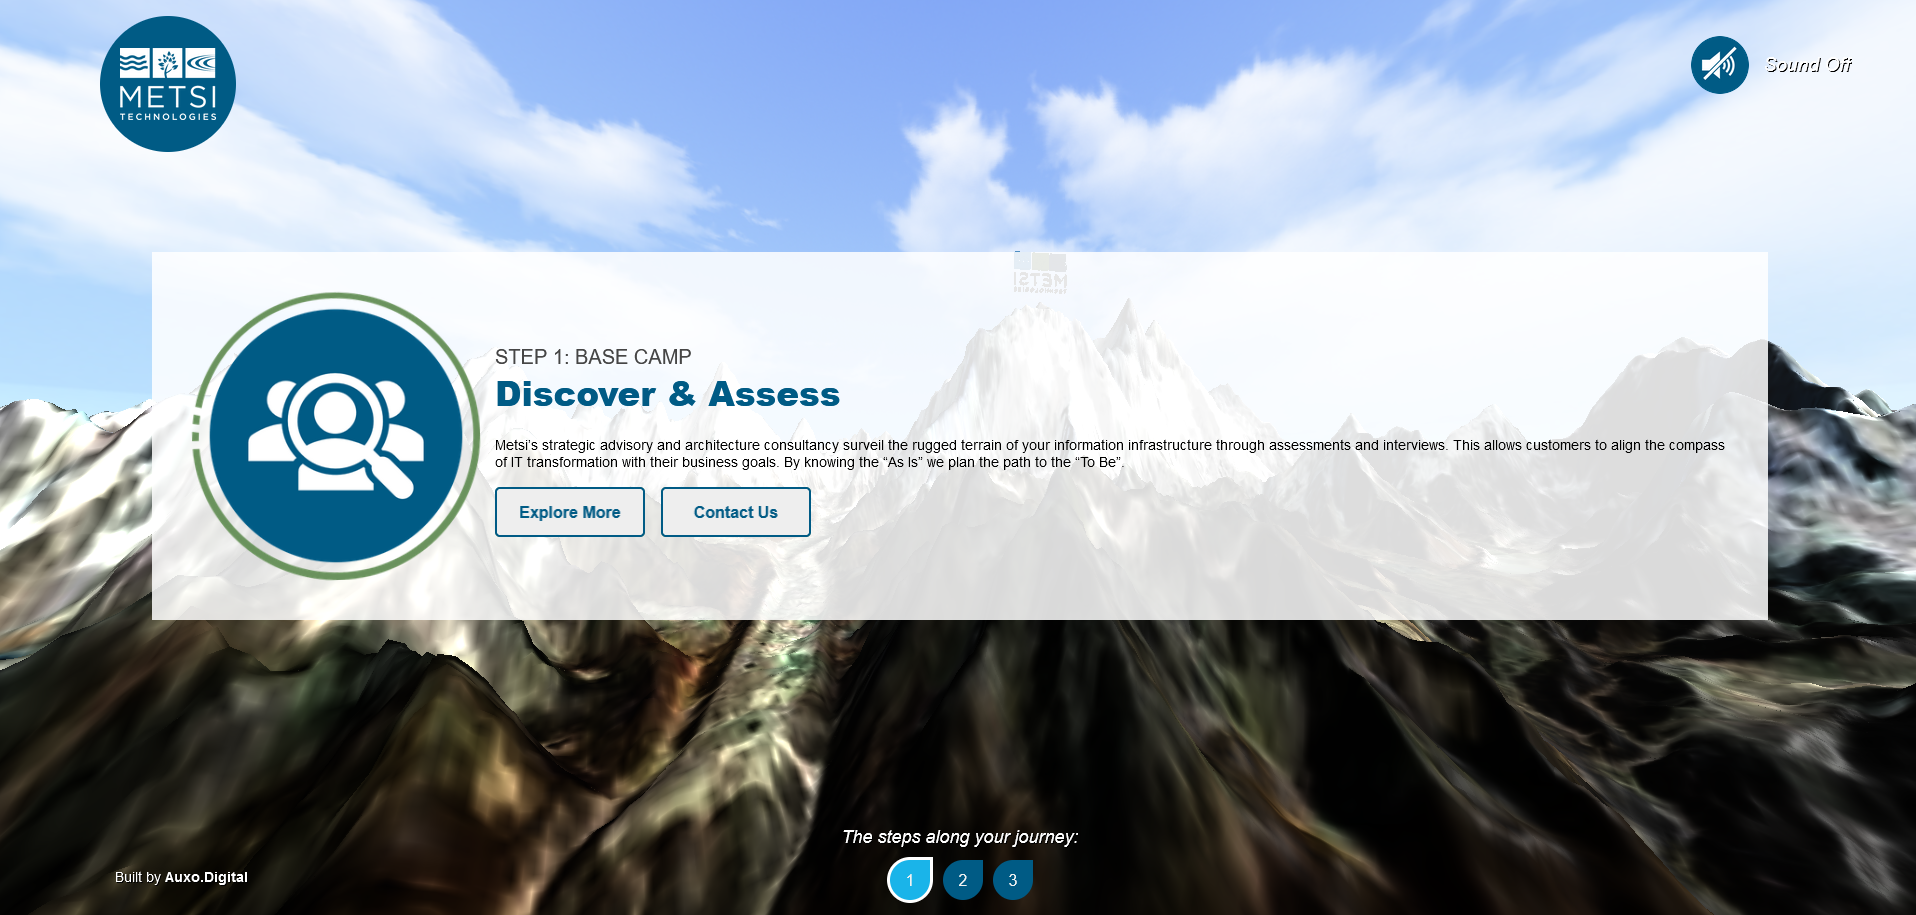 METSI
TECHNOLOGIES
Sound Off
METSI
STEP 1: BASE CAMP
Discover & Assess
Metsi’s strategic advisory and architecture consultancy surveil the rugged terrain of your information infrastructure through assessments and interviews. This allows customers to align the compass
of IT transformation with their business goals. By knowing the “As Is” we plan the path to the “To Be”.
Explore More
Contact Us
The steps along your journey:
Built by Auxo.Digital
1 2 3